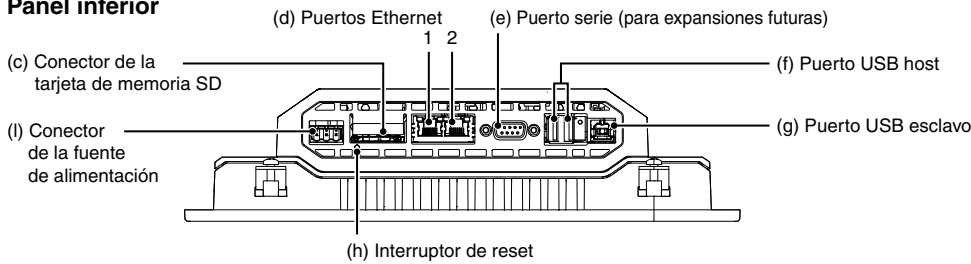 Panel inferior
(d) Puertos Ethernet
(e) Puerto serie (para expansiones futuras)
1 2
(c) Conector de la
tarjeta de memoria SD
(f) Puerto USB host
(l) Conector
de la fuente
de alimentación
(g) Puerto USB esclavo
(h) Interruptor de reset